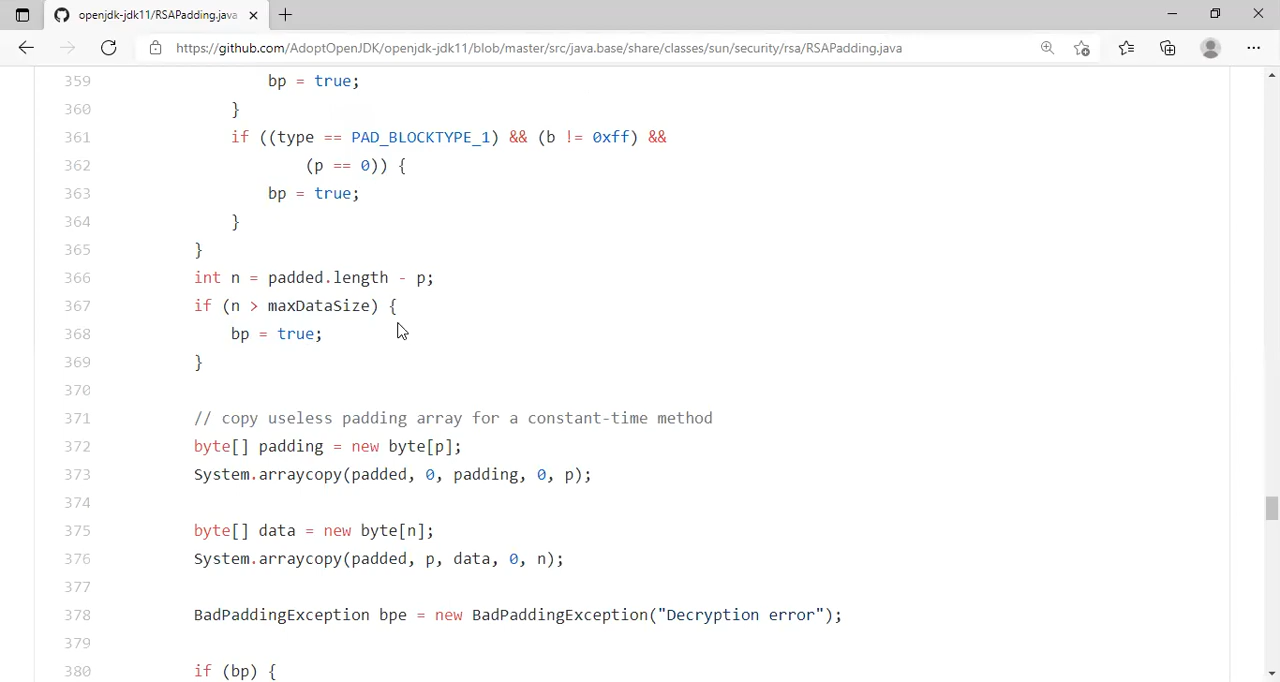 openjdk-jdk11/RSAPadding.java
https://github.com/AdoptOpenJDK/openjdk-jdk11/blob/master/src/java.base/share/classes/sun/security/rsa/RSAPadding.java
359 bp = true;
360 }
361 if ((type == PAD_BLOCKTYPE_1) && (b != 0xff) &&
362 (p == 0)) {
363 bp = true;
364 }
365 }
366 int n = padded.length - p;
367 if (n > maxDataSize) {
368 bp = true;
369 }
370
371 // copy useless padding array for a constant-time method
372 byte[] padding = new byte[p];
373 System.arraycopy(padded, 0, padding, 0, p);
374
375 byte[] data = new byte[n];
376 System.arraycopy(padded, p, data, 0, n);
377
378 BadPaddingException bpe = new BadPaddingException("Decryption error");
379
380 if (bp) {